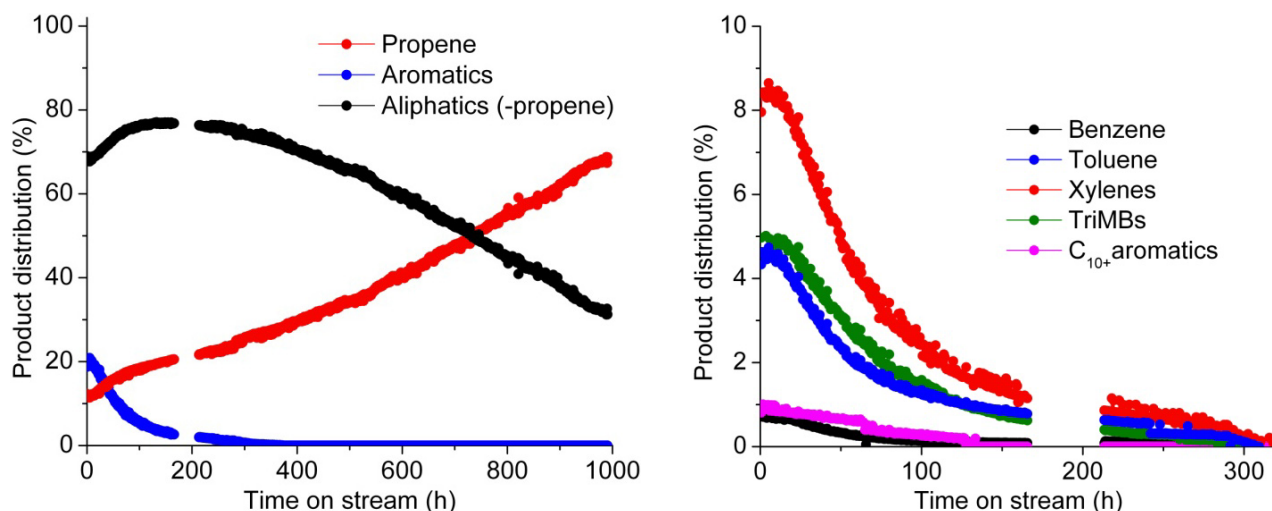 100
80
60
40
20
0
Product distribution (%)
Propene
Aromatics
Aliphatics (-propene)
0 200 400 600 800 1000
Time on stream (h)
10
8
6
4
2
0
Product distribution (%)
Benzene
Toluene
Xylenes
TriMBs
C10+aromatics
0 100 200 300
Time on stream (h)